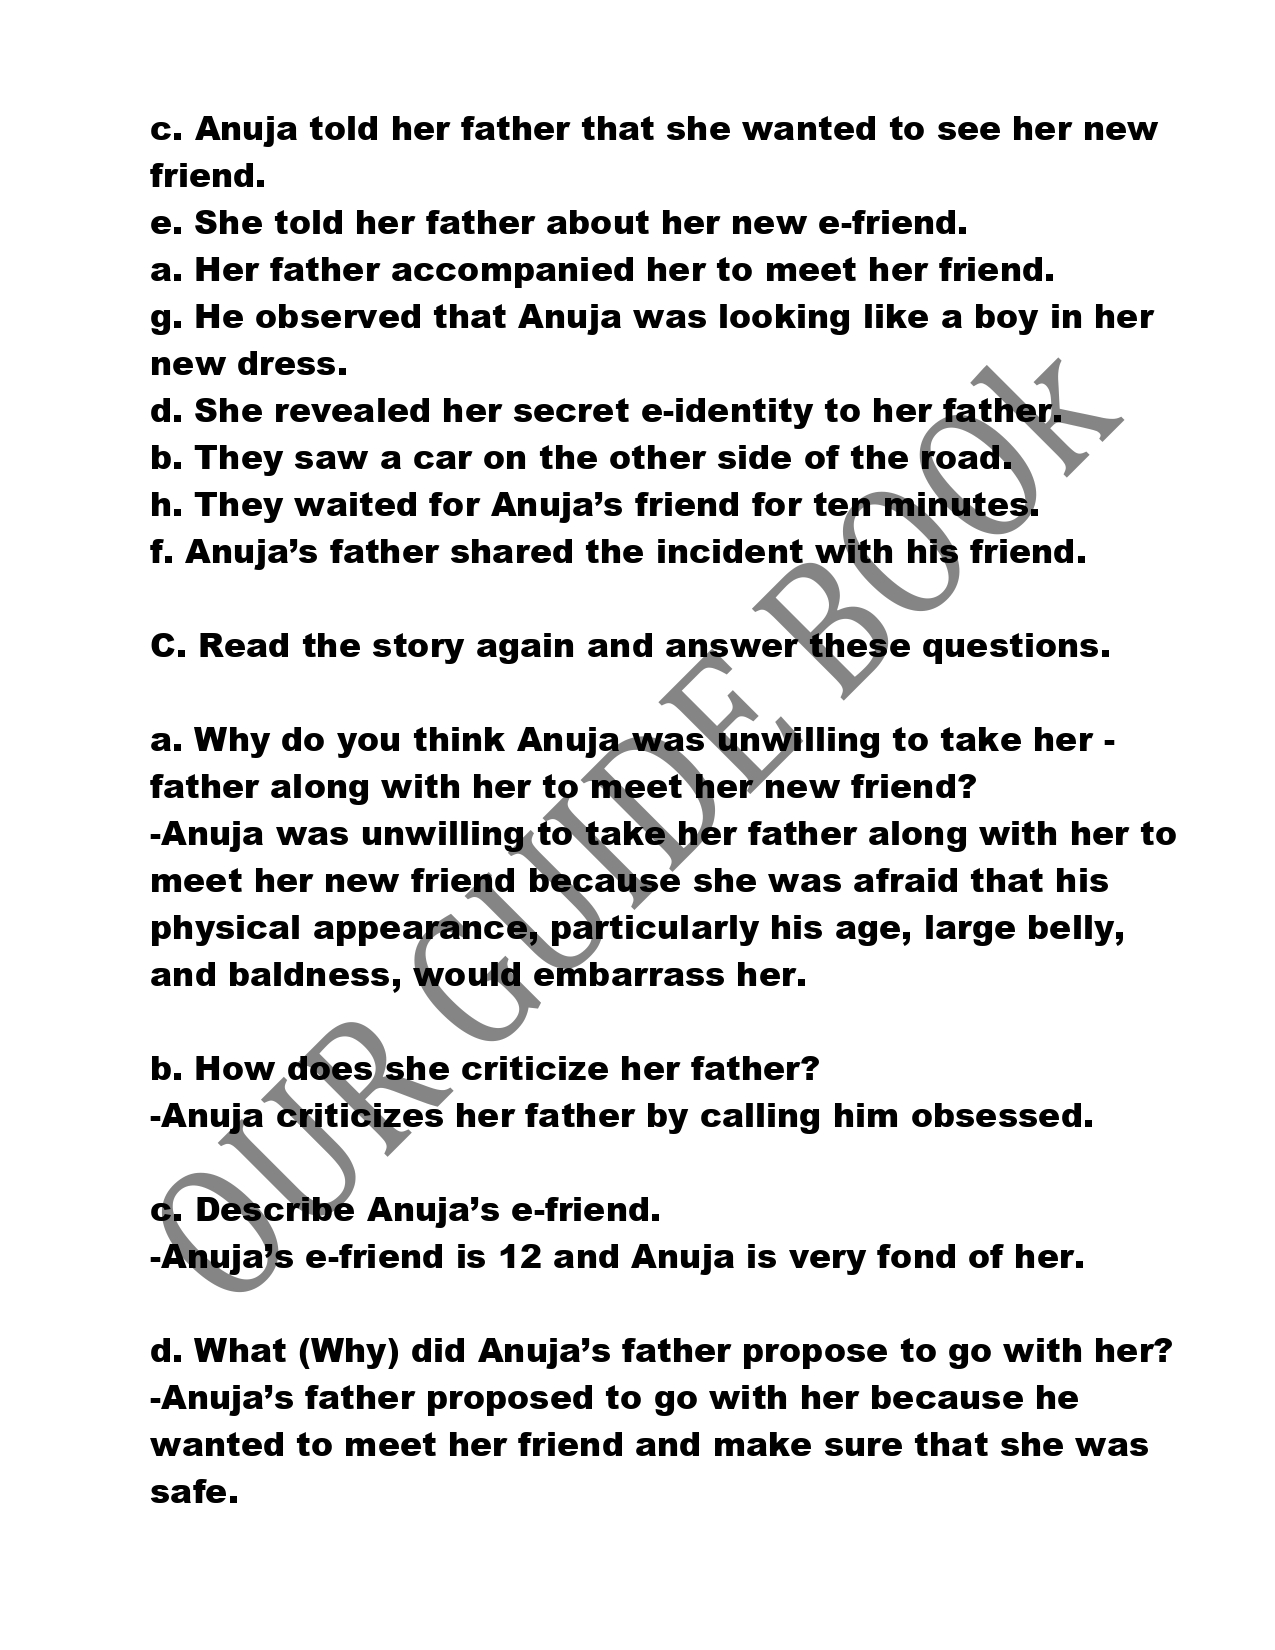 c. Anuja told her father that she wanted to see her new
friend.
e. She told her father about her new e-friend.
a. Her father accompanied her to meet her friend.
g. He observed that Anuja was looking like a boy in her
new dress.
d. She revealed her secret e-identity to her father.
b. They saw a car on the other side of the road.
h. They waited for Anuja’s friend for ten minutes.
f. Anuja’s father shared the incident with his friend.
C. Read the story again and answer these questions.
a. Why do you think Anuja was unwilling to take her -
father along with her to meet her new friend?
-Anuja was unwilling to take her father along with her to
meet her new friend because she was afraid that his
physical appearance, particularly his age, large belly,
and baldness, would embarrass her.
b. How does she criticize her father?
-Anuja criticizes her father by calling him obsessed.
c. Describe Anuja’s e-friend.
-Anuja’s e-friend is 12 and Anuja is very fond of her.
d. What (Why) did Anuja’s father propose to go with her?
-Anuja’s father proposed to go with her because he
wanted to meet her friend and make sure that she was
safe.
OUR GUIDE BOOk